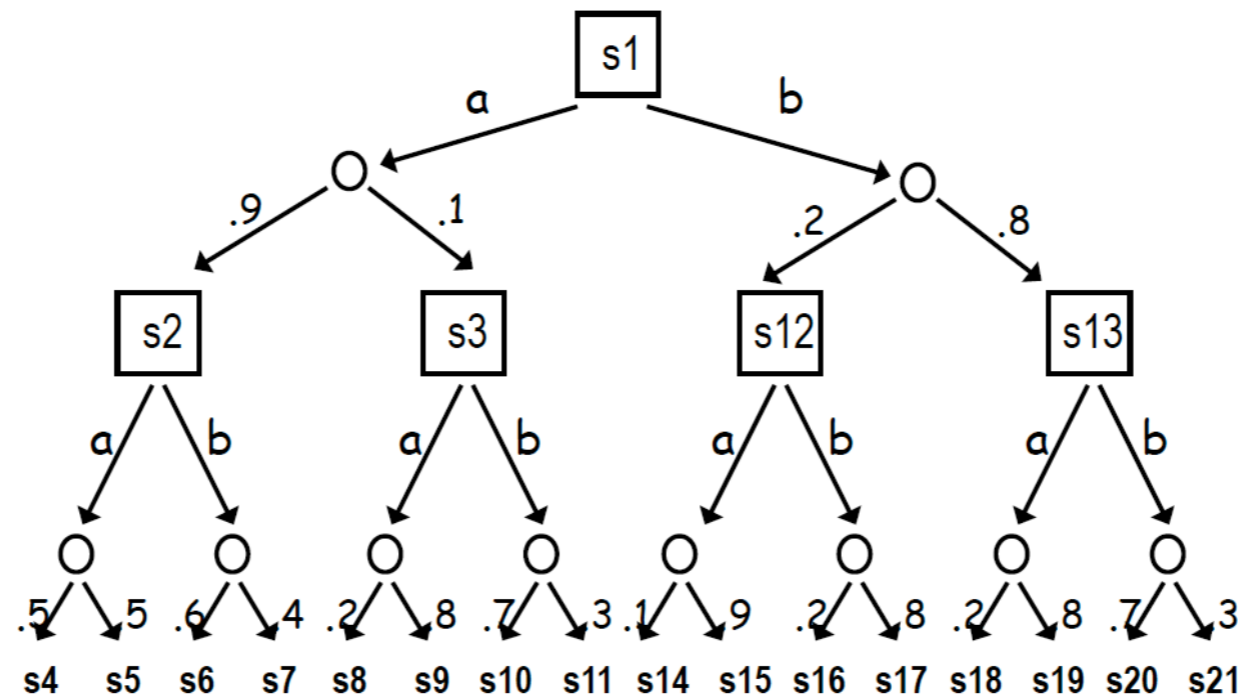 s1
a b
.9 .1 .2 .8
s2 s3 s12 s13
a b a b a b a b
.5 .5 .6 .4 .2 .8 .7 .3 .1 .9 .2 .8 .2 .8 .7 .3
s4 s5 s6 s7 s8 s9 s10 s11 s14 s15 s16 s17 s18 s19 s20 s21